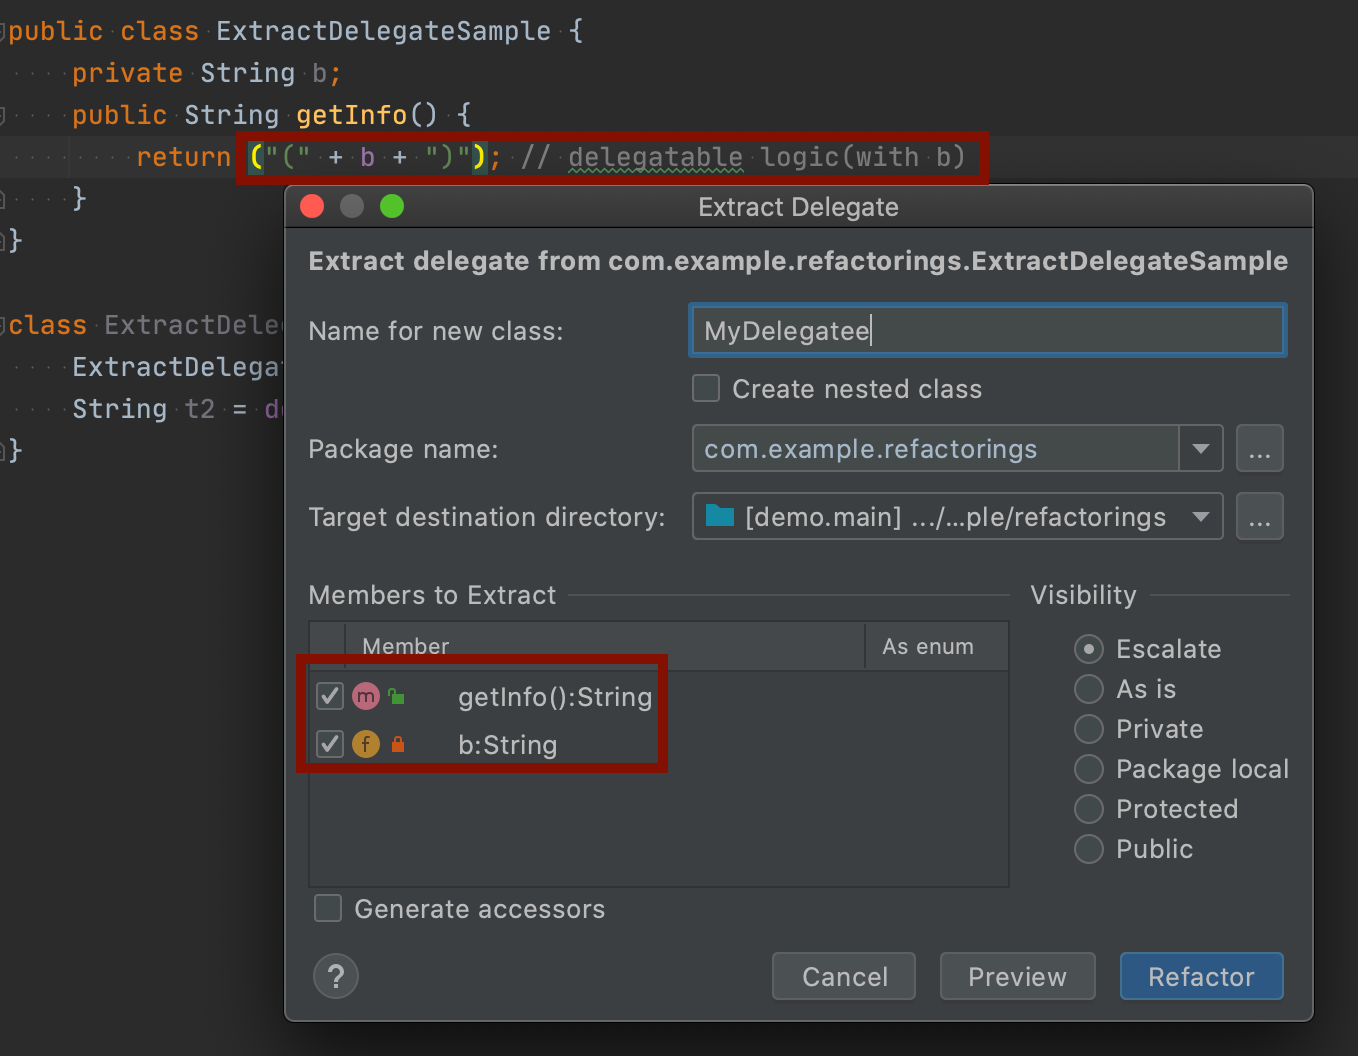 public class ExtractDelegateSample {
private String b;
public String getInfo() {
return ("(" + b + ")"); // delegatable logic(with b)
}
}
class ExtractDele
ExtractDelega
String t2 = de
}
Extract Delegate
Extract delegate from com.example.refactorings.ExtractDelegateSample
Name for new class: MyDelegatee
Create nested class
Package name: com.example.refactorings ...
Target destination directory: [demo.main] .../...ple/refactorings ...
Members to Extract Visibility
Member As enum
m getInfo():String
f b:String
Escalate
As is
Private
Package local
Protected
Public
Generate accessors
? Cancel Preview Refactor